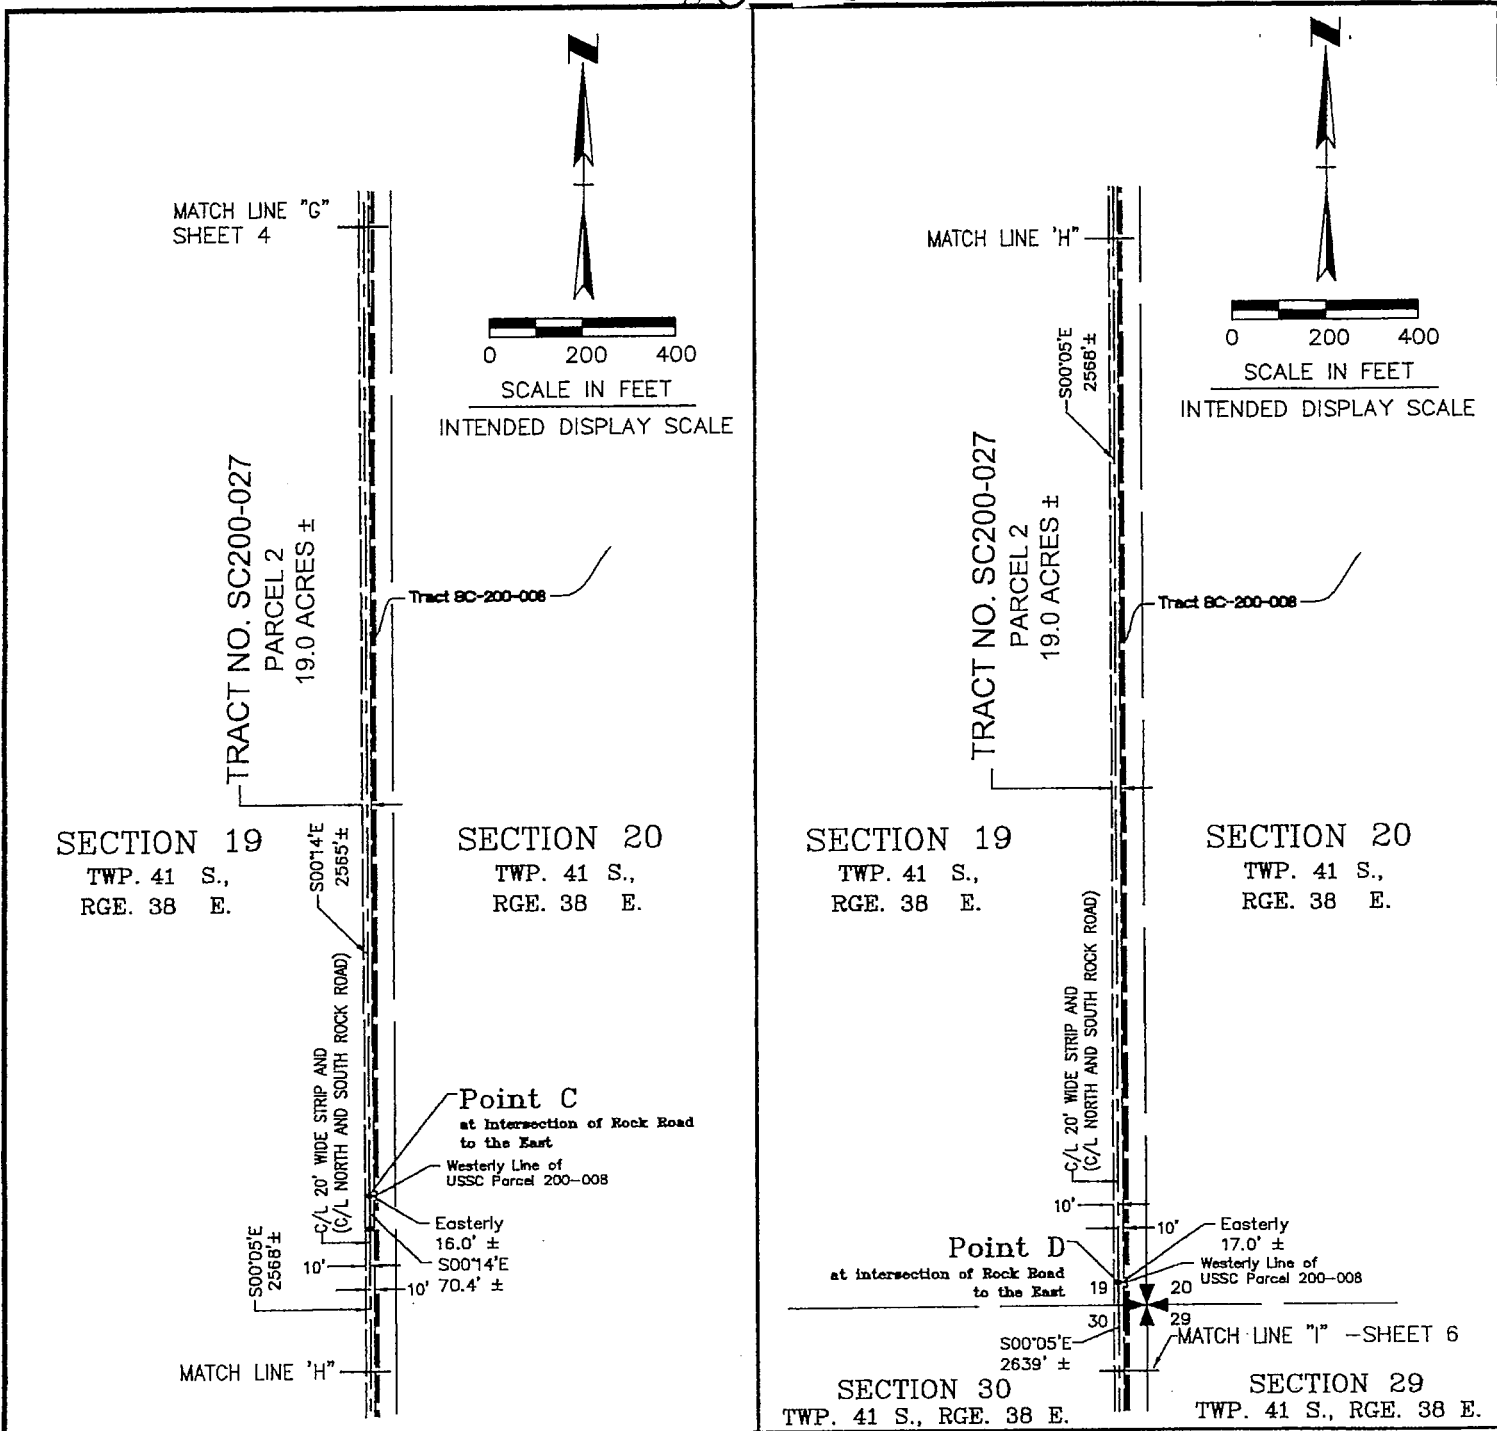 MATCH LINE "G"
SHEET 4
0 200 400
SCALE IN FEET
INTENDED DISPLAY SCALE
TRACT NO. SC200-027
PARCEL 2
19.0 ACRES ±
Tract SC-200-008
SECTION 19
TWP. 41 S.,
RGE. 38 E.
SECTION 20
TWP. 41 S.,
RGE. 38 E.
S00°14'E
2565'±
C/L 20' WIDE STRIP AND
(C/L NORTH AND SOUTH ROCK ROAD)
Point C
at Intersection of Rock Road
to the East
Westerly Line of
USSC Parcel 200-008
Easterly
16.0' ±
S00°14'E
70.4' ±
S00°05'E
2568'±
10'
10'
MATCH LINE 'H"
MATCH LINE 'H"
0 200 400
SCALE IN FEET
INTENDED DISPLAY SCALE
S00°05'E
2568'±
TRACT NO. SC200-027
PARCEL 2
19.0 ACRES ±
Tract SC-200-008
SECTION 19
TWP. 41 S.,
RGE. 38 E.
SECTION 20
TWP. 41 S.,
RGE. 38 E.
C/L 20' WIDE STRIP AND
(C/L NORTH AND SOUTH ROCK ROAD)
10'
10'
Easterly
17.0' ±
Point D
at intersection of Rock Road
to the East
Westerly Line of
USSC Parcel 200-008
19 20
30 29
S00°05'E
2639' ±
MATCH LINE "I" -SHEET 6
SECTION 30
TWP. 41 S., RGE. 38 E.
SECTION 29
TWP. 41 S., RGE. 38 E.